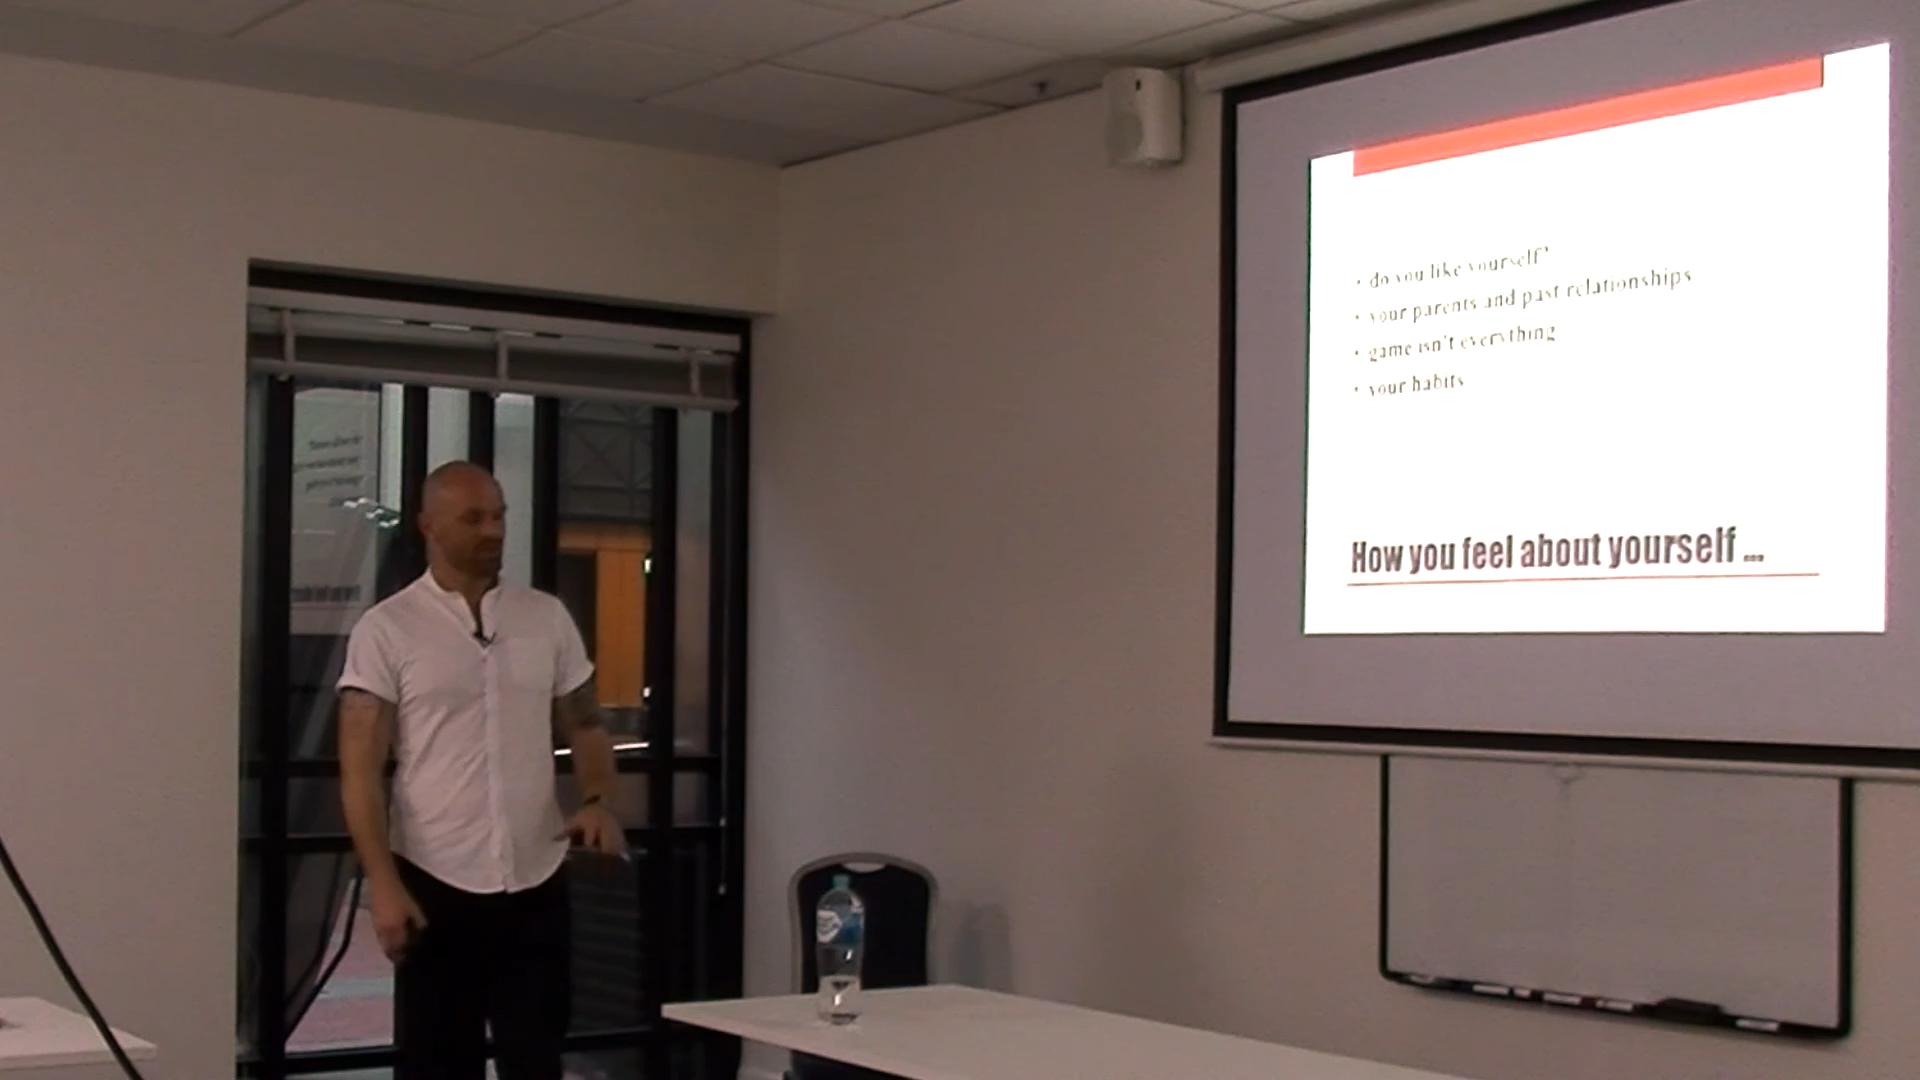 • do you like yourself?
• your parents and past relationships
• game isn't everything
• your habits
How you feel about yourself ...